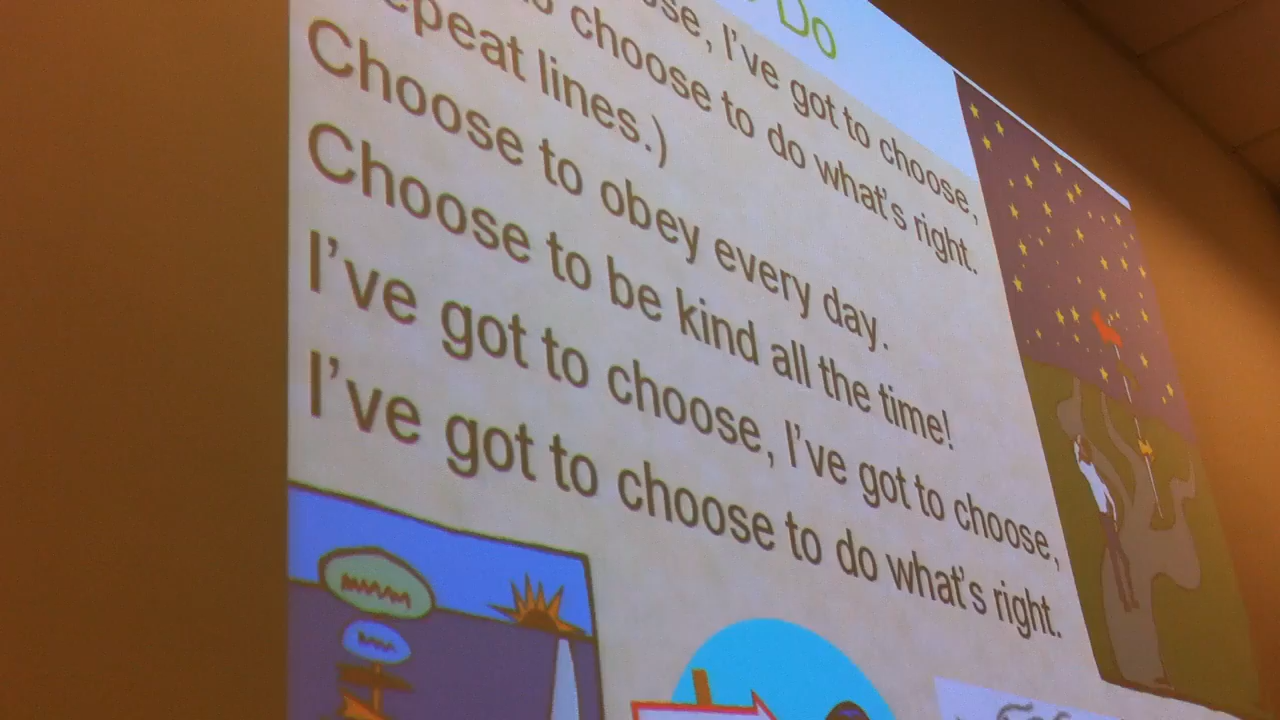 Do
I've got to choose,
choose to do what's right.
lines.)
Choose to obey every day.
Choose to be kind all the time!
I've got to choose, I've got to choose,
I've got to choose to do what's right.